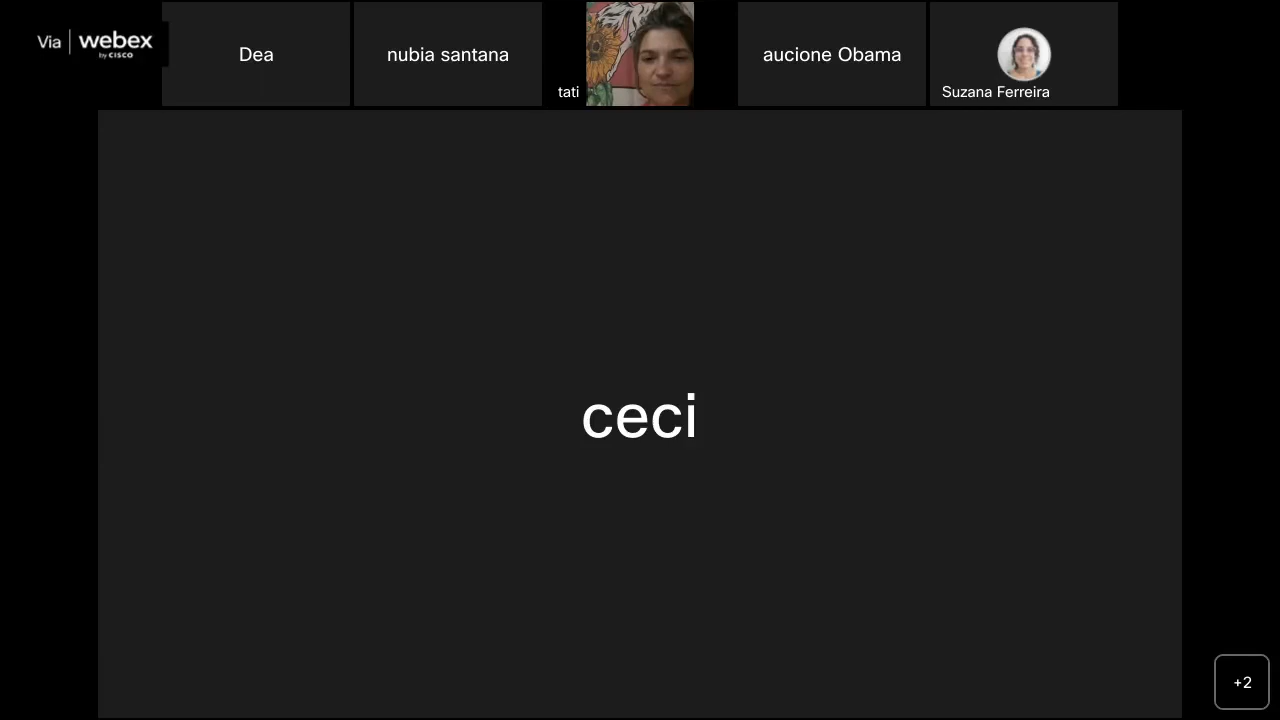 Via | webex
by CISCO
Dea
nubia santana
tati
aucione Obama
Suzana Ferreira
ceci
+2